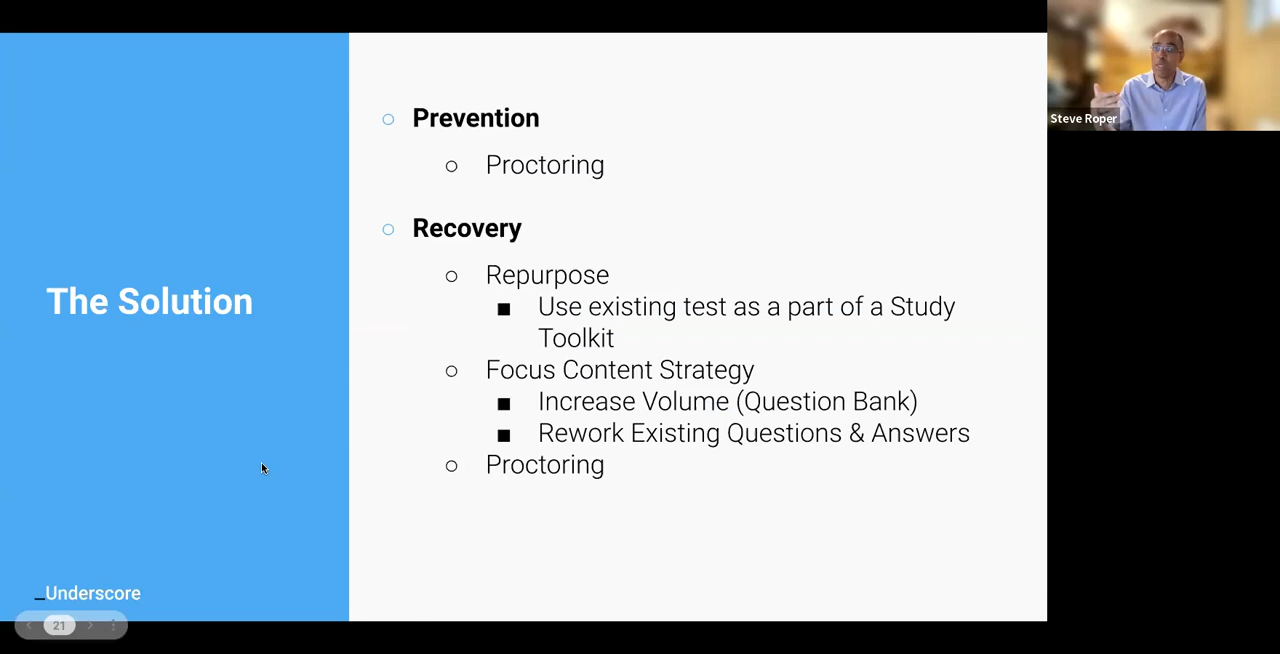 The Solution
Prevention
Proctoring
Recovery
Repurpose
Use existing test as a part of a Study
Toolkit
Focus Content Strategy
Increase Volume (Question Bank)
Rework Existing Questions & Answers
Proctoring
_Underscore
21
Steve Roper